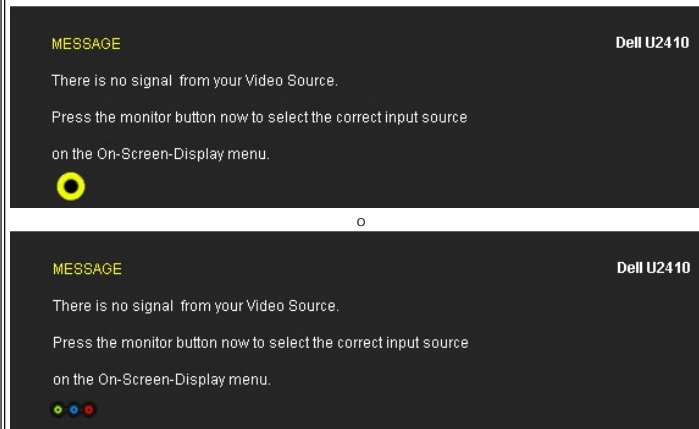 MESSAGE Dell U2410
There is no signal from your Video Source.
Press the monitor button now to select the correct input source
on the On-Screen-Display menu.
o
MESSAGE Dell U2410
There is no signal from your Video Source.
Press the monitor button now to select the correct input source
on the On-Screen-Display menu.